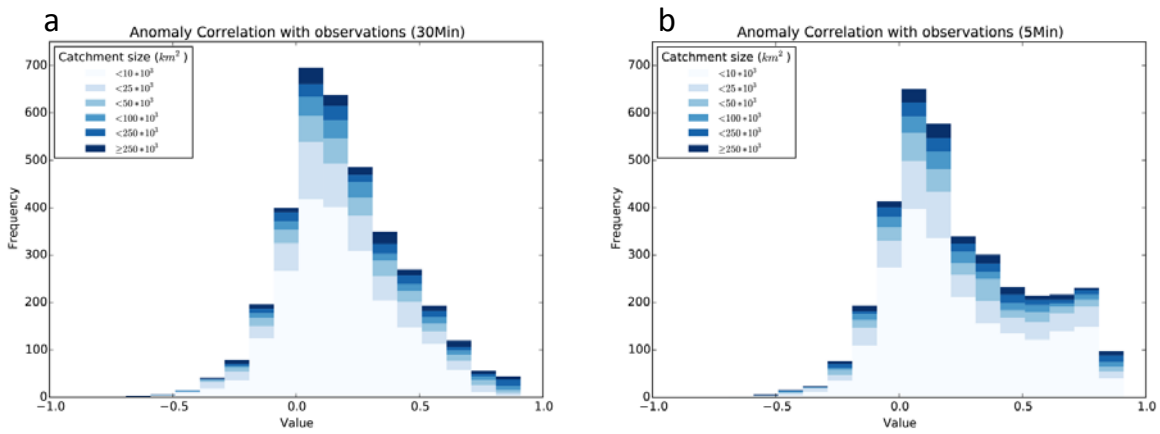 a
Anomaly Correlation with observations (30Min)
Catchment size (km²)
<10∗10³
<25∗10³
<50∗10³
<100∗10³
<250∗10³
≥250∗10³
700
600
500
400
300
200
100
0
Frequency
−1.0 −0.5 0.0 0.5 1.0
Value
b
Anomaly Correlation with observations (5Min)
Catchment size (km²)
<10∗10³
<25∗10³
<50∗10³
<100∗10³
<250∗10³
≥250∗10³
700
600
500
400
300
200
100
0
Frequency
−1.0 −0.5 0.0 0.5 1.0
Value